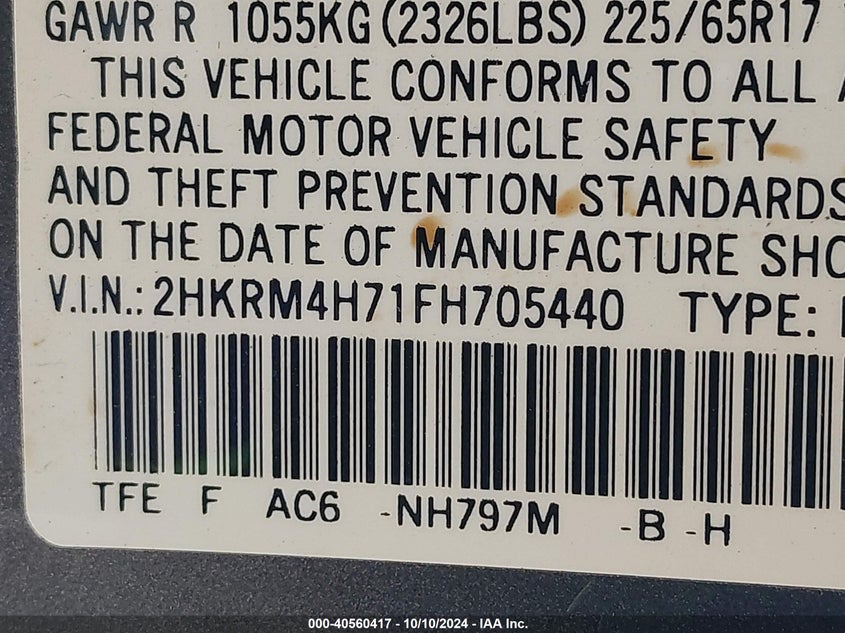 GAWR R 1055KG (2326LBS) 225/65R17
THIS VEHICLE CONFORMS TO ALL
FEDERAL MOTOR VEHICLE SAFETY
AND THEFT PREVENTION STANDARDS
ON THE DATE OF MANUFACTURE SHO
V.I.N.: 2HKRM4H71FH705440 TYPE:
TFE F AC6 -NH797M -B -H
000-40560417 - 10/10/2024 - IAA Inc.